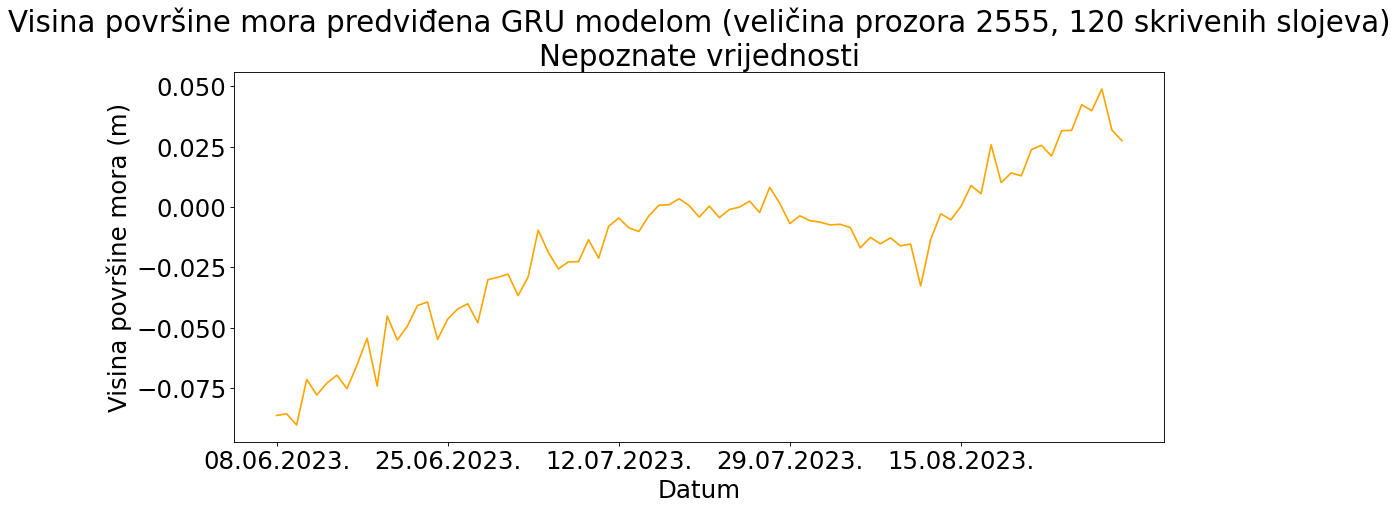 Visina površine mora predviđena GRU modelom (veličina prozora 2555, 120 skrivenih slojeva)
Nepoznate vrijednosti
Visina površine mora (m)
0.050
0.025
0.000
−0.025
−0.050
−0.075
08.06.2023. 25.06.2023. 12.07.2023. 29.07.2023. 15.08.2023.
Datum